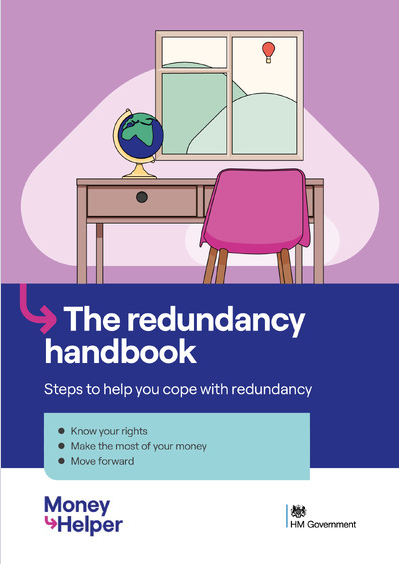 The redundancy
handbook
Steps to help you cope with redundancy
Know your rights
Make the most of your money
Move forward
Money
Helper
HM Government